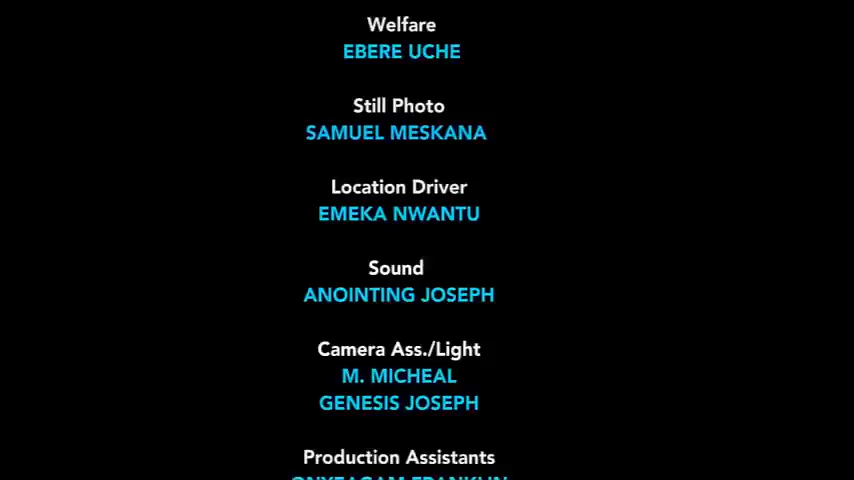 Welfare
EBERE UCHE
Still Photo
SAMUEL MESKANA
Location Driver
EMEKA NWANTU
Sound
ANOINTING JOSEPH
Camera Ass./Light
M. MICHEAL
GENESIS JOSEPH
Production Assistants